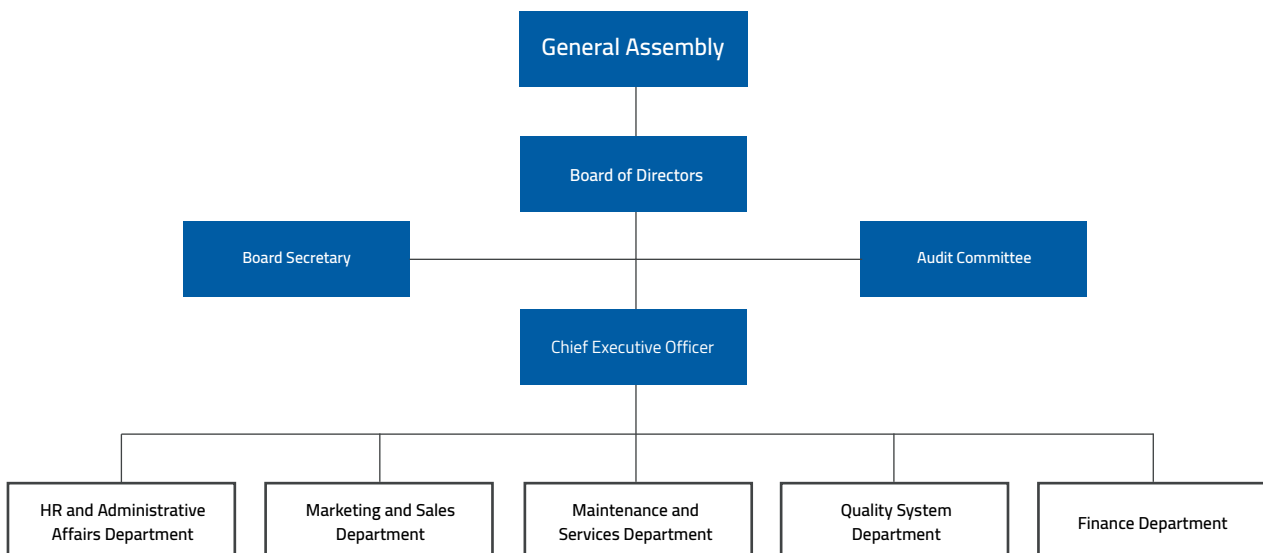 General Assembly
Board of Directors
Board Secretary
Audit Committee
Chief Executive Officer
HR and Administrative
Affairs Department
Marketing and Sales
Department
Maintenance and
Services Department
Quality System
Department
Finance Department